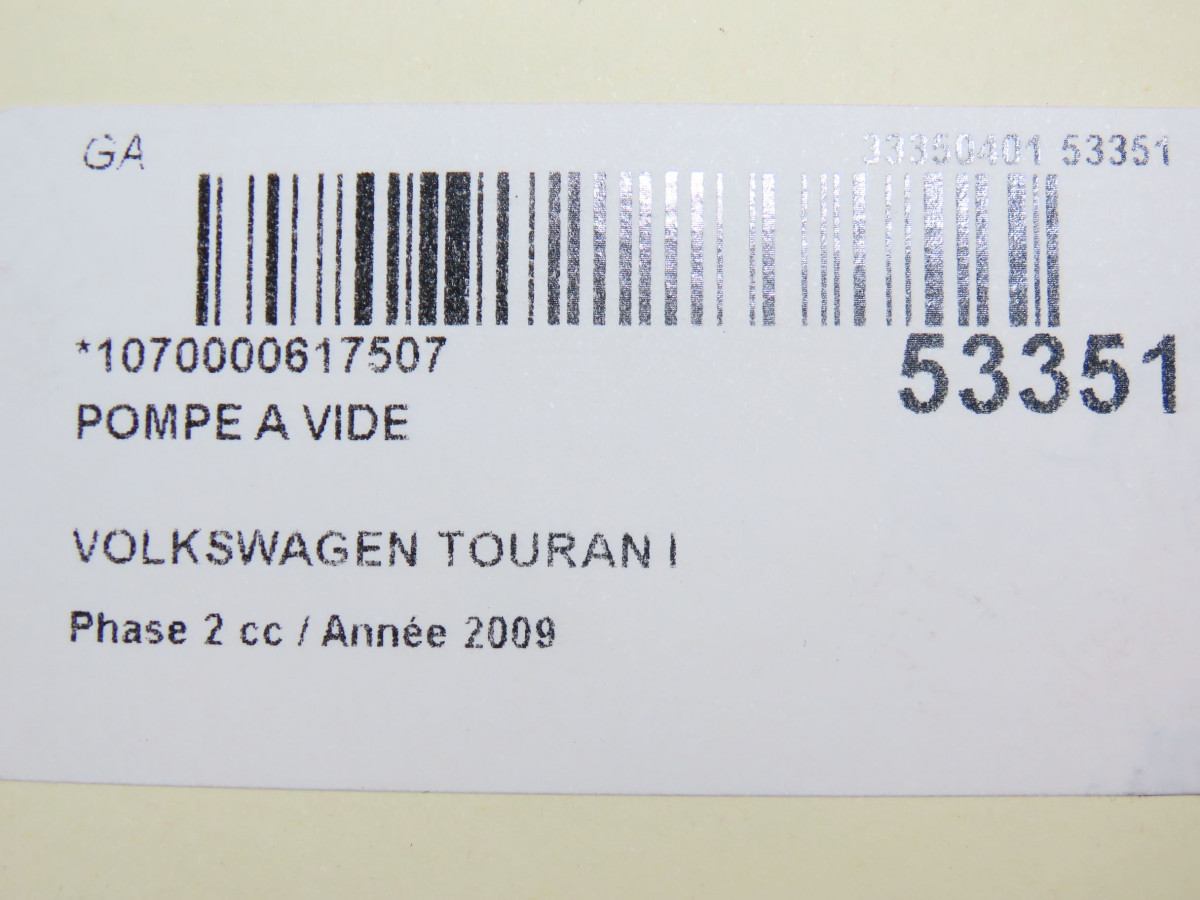 GA
33350401 53351
*1070000617507
53351
POMPE A VIDE
VOLKSWAGEN TOURAN I
Phase 2 cc / Année 2009